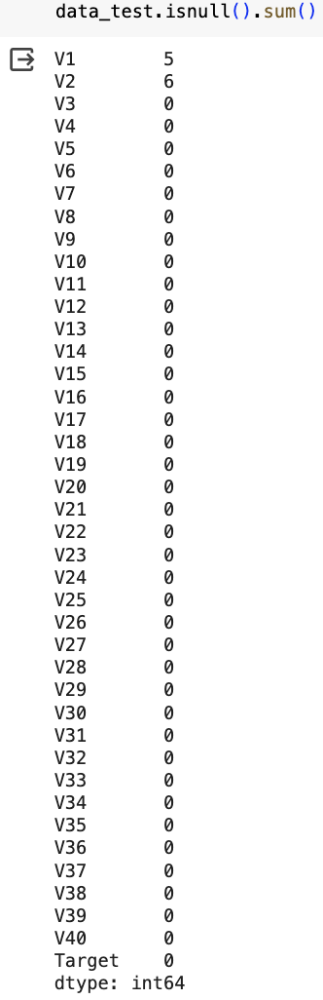 data_test.isnull().sum()
V1 5
V2 6
V3 0
V4 0
V5 0
V6 0
V7 0
V8 0
V9 0
V10 0
V11 0
V12 0
V13 0
V14 0
V15 0
V16 0
V17 0
V18 0
V19 0
V20 0
V21 0
V22 0
V23 0
V24 0
V25 0
V26 0
V27 0
V28 0
V29 0
V30 0
V31 0
V32 0
V33 0
V34 0
V35 0
V36 0
V37 0
V38 0
V39 0
V40 0
Target 0
dtype: int64